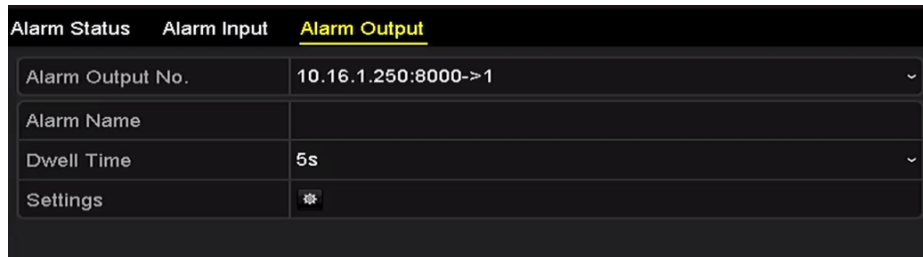 Alarm Status Alarm Input Alarm Output
Alarm Output No. 10.16.1.250:8000->1
Alarm Name
Dwell Time 5s
Settings